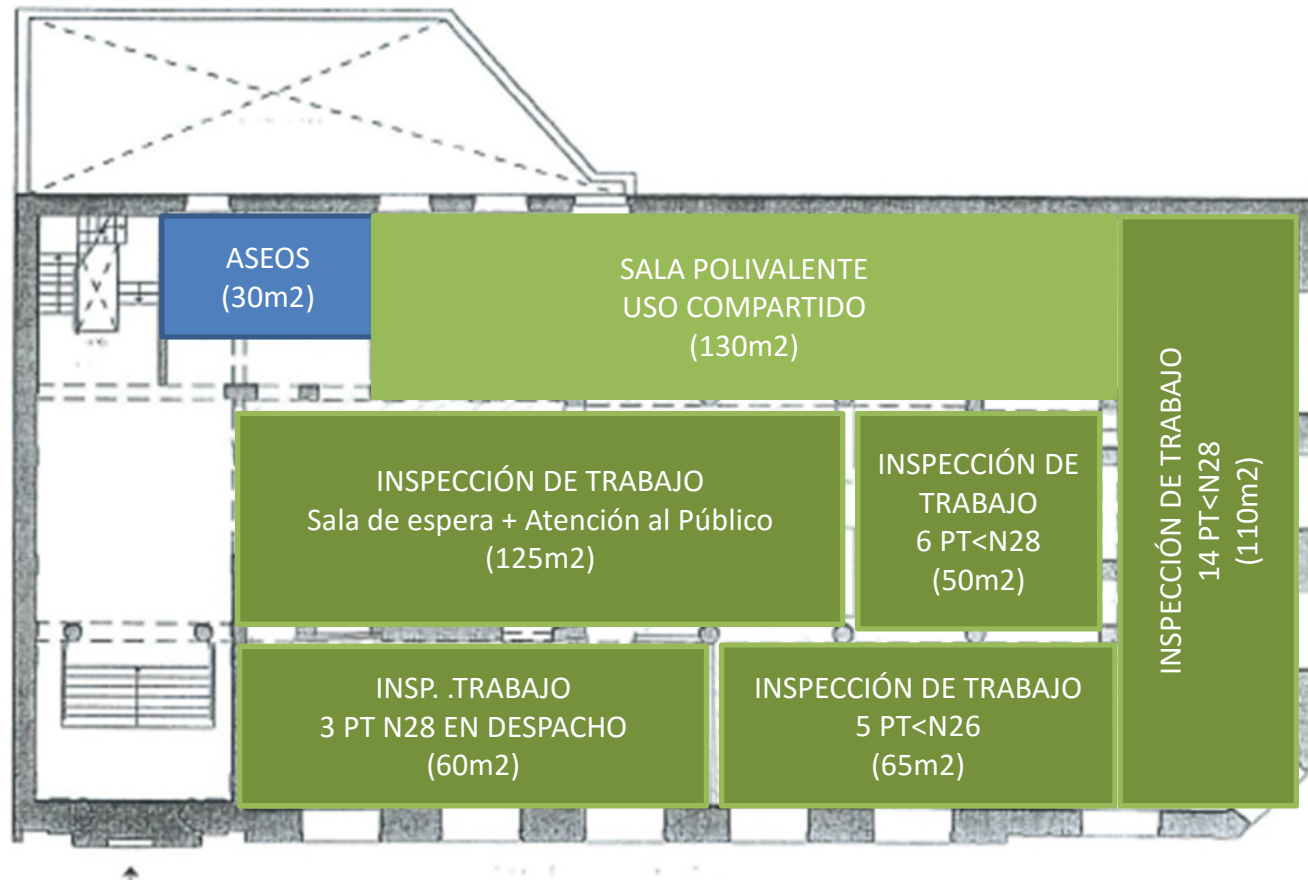 ASEOS
(30m2)
SALA POLIVALENTE
USO COMPARTIDO
(130m2)
INSPECCIÓN DE TRABAJO
14 PT<N28
(110m2)
INSPECCIÓN DE TRABAJO
Sala de espera + Atención al Público
(125m2)
INSPECCIÓN DE
TRABAJO
6 PT<N28
(50m2)
INSP. .TRABAJO
3 PT N28 EN DESPACHO
(60m2)
INSPECCIÓN DE TRABAJO
5 PT<N26
(65m2)